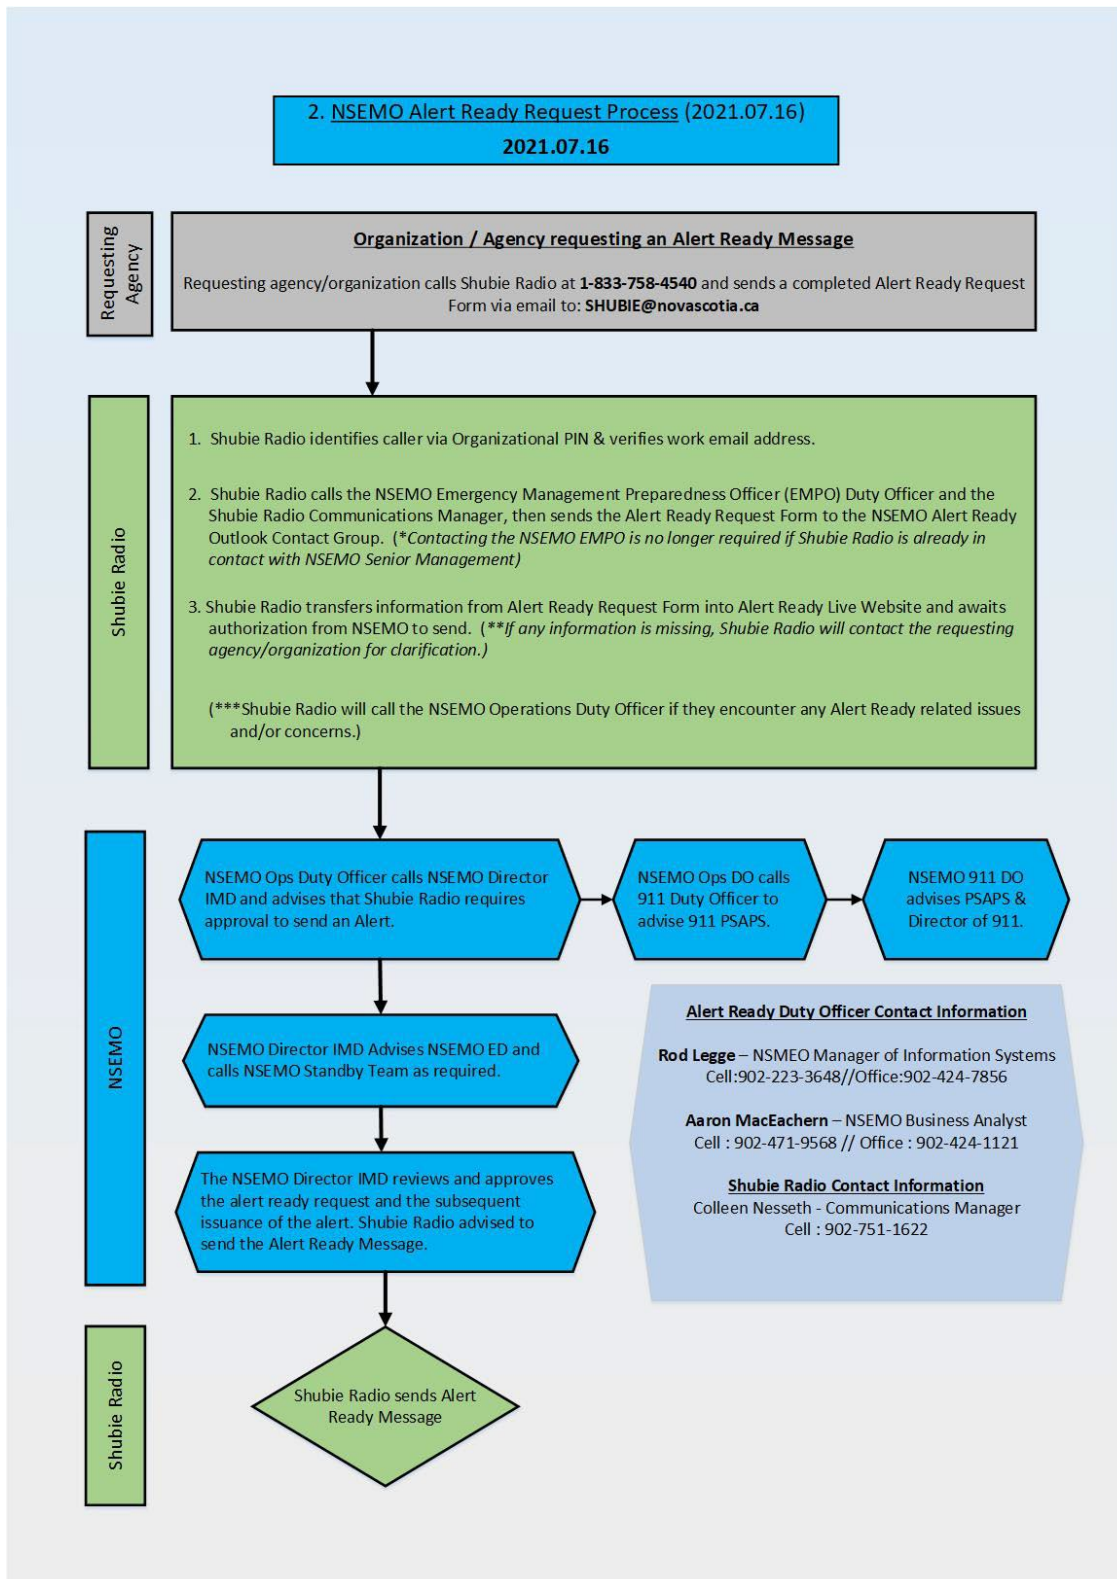 2. NSEMO Alert Ready Request Process (2021.07.16)
2021.07.16
Requesting
Agency
Organization / Agency requesting an Alert Ready Message
Requesting agency/organization calls Shubie Radio at 1-833-758-4540 and sends a completed Alert Ready Request
Form via email to: SHUBIE@novascotia.ca
Shubie Radio
1. Shubie Radio identifies caller via Organizational PIN & verifies work email address.
2. Shubie Radio calls the NSEMO Emergency Management Preparedness Officer (EMPO) Duty Officer and the
Shubie Radio Communications Manager, then sends the Alert Ready Request Form to the NSEMO Alert Ready
Outlook Contact Group. (*Contacting the NSEMO EMPO is no longer required if Shubie Radio is already in
contact with NSEMO Senior Management)
3. Shubie Radio transfers information from Alert Ready Request Form into Alert Ready Live Website and awaits
authorization from NSEMO to send. (**If any information is missing, Shubie Radio will contact the requesting
agency/organization for clarification.)
(***Shubie Radio will call the NSEMO Operations Duty Officer if they encounter any Alert Ready related issues
and/or concerns.)
NSEMO
NSEMO Ops Duty Officer calls NSEMO Director
IMD and advises that Shubie Radio requires
approval to send an Alert.
NSEMO Ops DO calls
911 Duty Officer to
advise 911 PSAPS.
NSEMO 911 DO
advises PSAPS &
Director of 911.
NSEMO Director IMD Advises NSEMO ED and
calls NSEMO Standby Team as required.
The NSEMO Director IMD reviews and approves
the alert ready request and the subsequent
issuance of the alert. Shubie Radio advised to
send the Alert Ready Message.
Alert Ready Duty Officer Contact Information
Rod Legge – NSMEO Manager of Information Systems
Cell:902-223-3648//Office:902-424-7856
Aaron MacEachern – NSEMO Business Analyst
Cell : 902-471-9568 // Office : 902-424-1121
Shubie Radio Contact Information
Colleen Nesseth - Communications Manager
Cell : 902-751-1622
Shubie Radio
Shubie Radio sends Alert
Ready Message